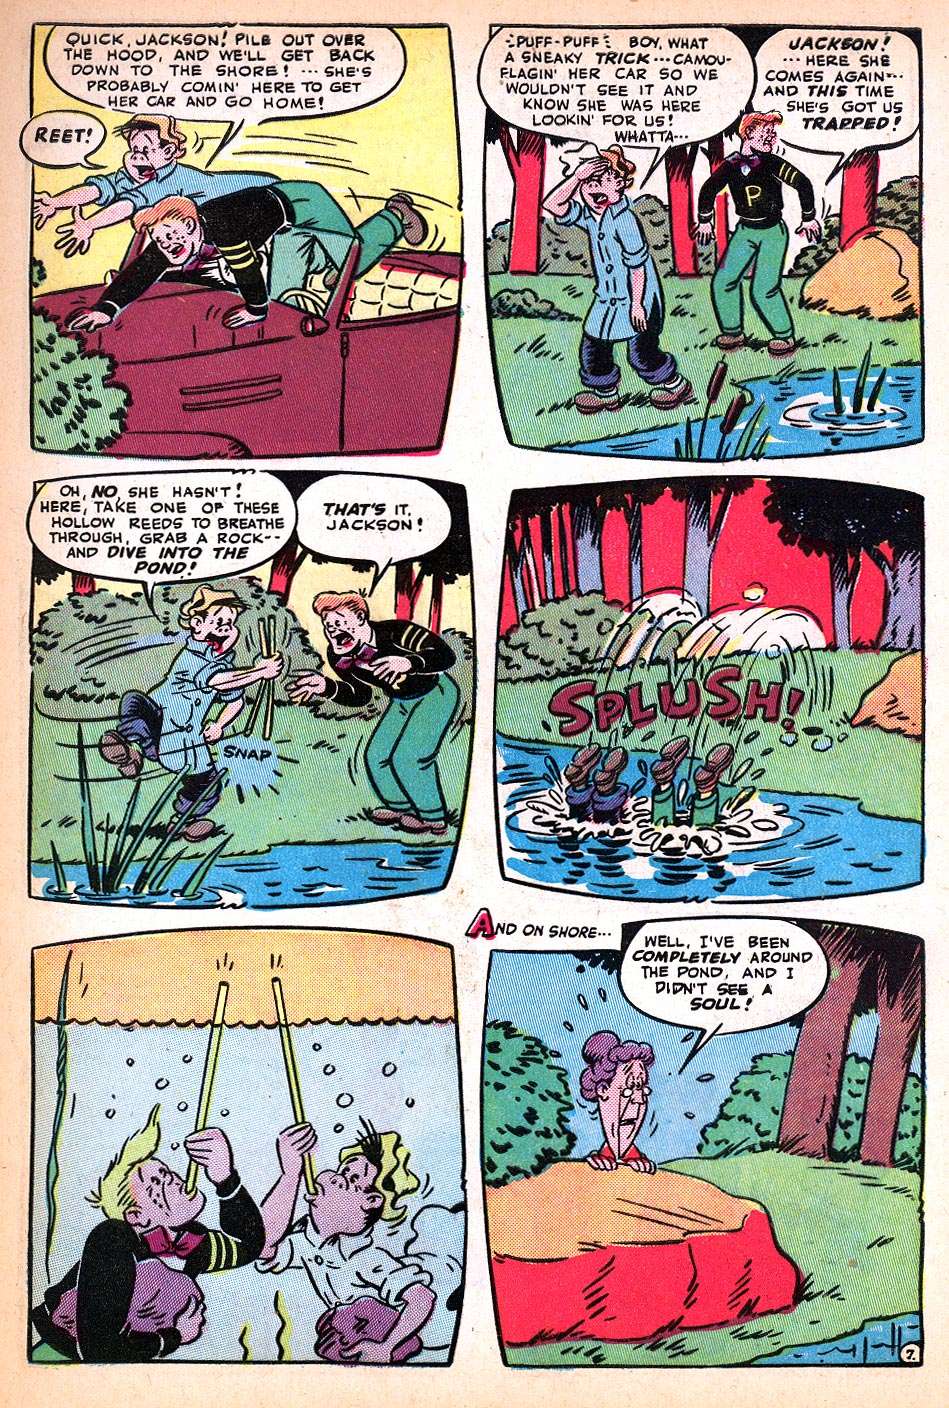 QUICK, JACKSON! PILE OUT OVER
THE HOOD, AND WE'LL GET BACK
DOWN TO THE SHORE! ... SHE'S
PROBABLY COMIN' HERE TO GET
HER CAR AND GO HOME!
REET!
PUFF-PUFF BOY, WHAT
A SNEAKY TRICK...CAMOU-
FLAGIN' HER CAR SO WE
WOULDN'T SEE IT AND
KNOW SHE WAS HERE
LOOKIN' FOR US!
WHATTA...
JACKSON!
...HERE SHE
COMES AGAIN...
AND THIS TIME
SHE'S GOT US
TRAPPED!
P
OH, NO, SHE HASN'T!
HERE, TAKE ONE OF THESE
HOLLOW REEDS TO BREATHE
THROUGH, GRAB A ROCK--
AND DIVE INTO THE
POND!
THAT'S IT,
JACKSON!
SNAP
SPLUSH!
AND ON SHORE...
WELL, I'VE BEEN
COMPLETELY AROUND
THE POND, AND I
DIDN'T SEE A
SOUL!
7.